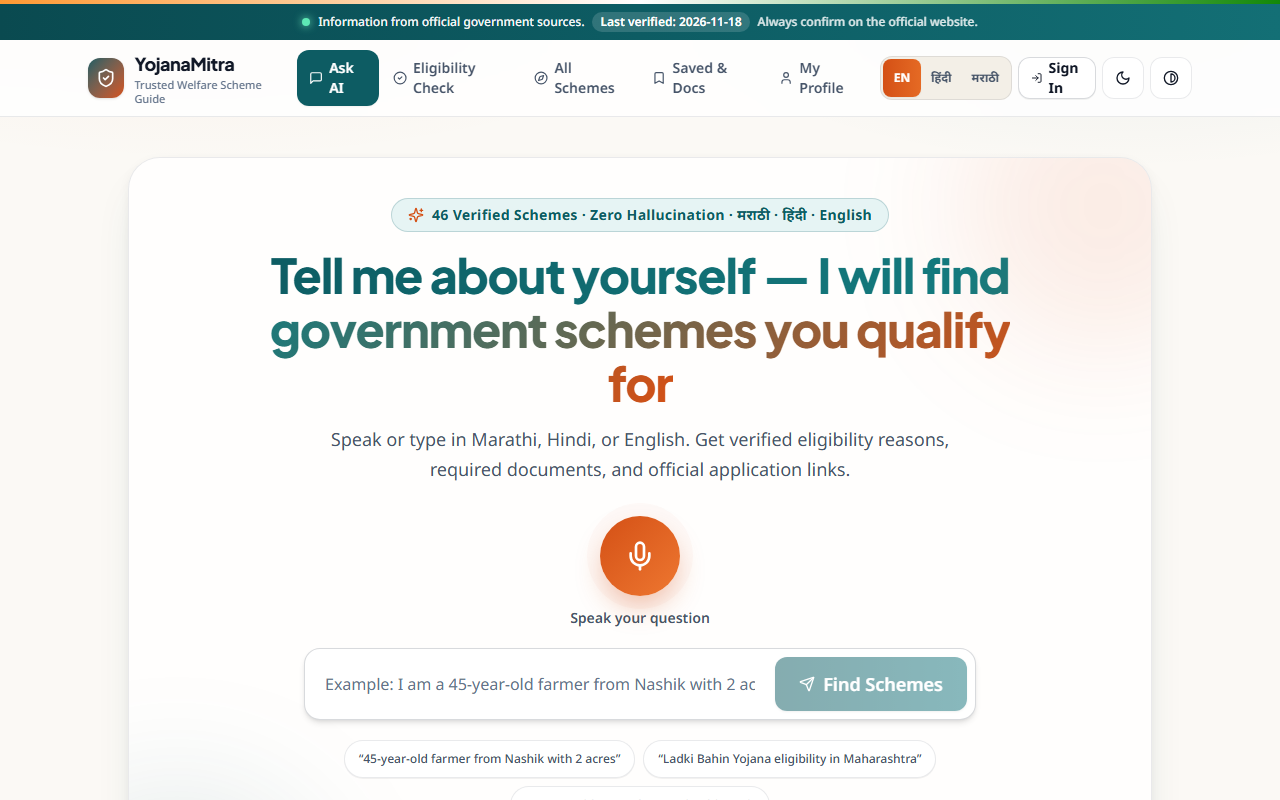 Information from official government sources. Last verified: 2026-11-18 Always confirm on the official website.
YojanaMitra
Trusted Welfare Scheme
Guide
Ask
AI
Eligibility
Check
All
Schemes
Saved &
Docs
My
Profile
EN हिंदी मराठी
Sign
In
46 Verified Schemes · Zero Hallucination · मराठी · हिंदी · English
Tell me about yourself — I will find
government schemes you qualify
for
Speak or type in Marathi, Hindi, or English. Get verified eligibility reasons,
required documents, and official application links.
Speak your question
Example: I am a 45-year-old farmer from Nashik with 2 ac
Find Schemes
“45-year-old farmer from Nashik with 2 acres” “Ladki Bahin Yojana eligibility in Maharashtra”